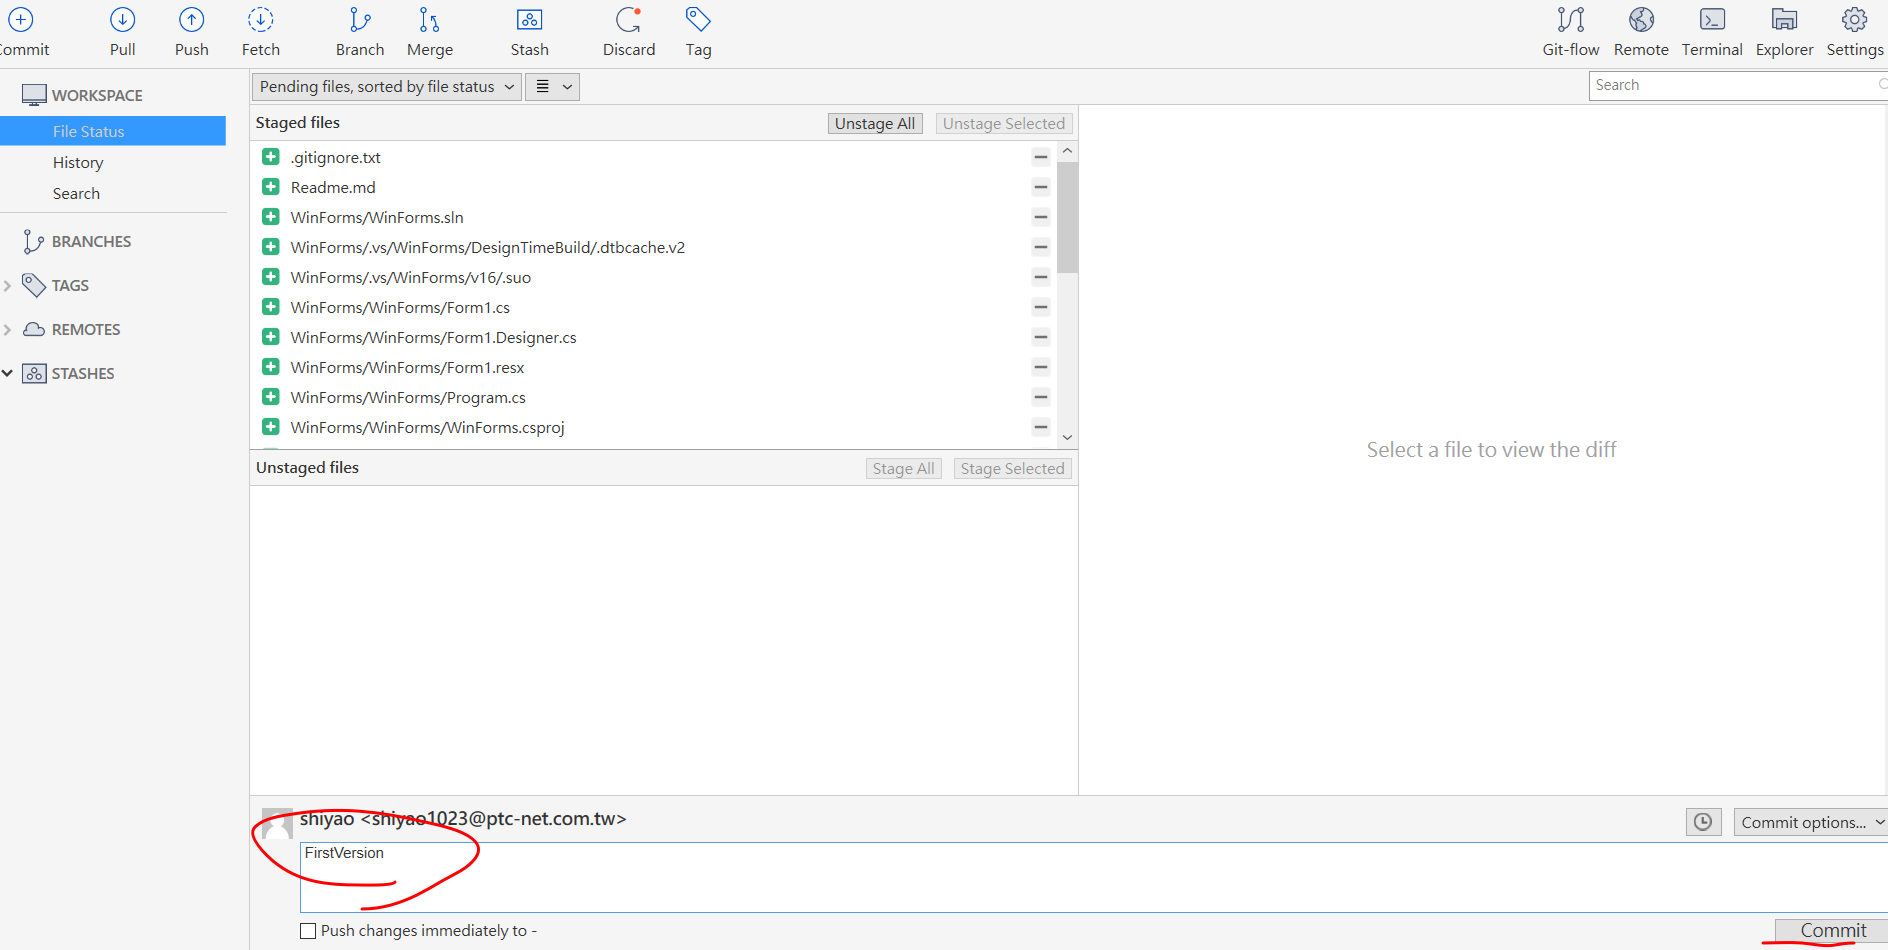 Commit Pull Push Fetch Branch Merge Stash Discard Tag Git-flow Remote Terminal Explorer Settings
WORKSPACE
File Status
History
Search
BRANCHES
TAGS
REMOTES
STASHES
Pending files, sorted by file status
Search
Staged files Unstage All Unstage Selected
.gitignore.txt
Readme.md
WinForms/WinForms.sln
WinForms/.vs/WinForms/DesignTimeBuild/.dtbcache.v2
WinForms/.vs/WinForms/v16/.suo
WinForms/WinForms/Form1.cs
WinForms/WinForms/Form1.Designer.cs
WinForms/WinForms/Form1.resx
WinForms/WinForms/Program.cs
WinForms/WinForms/WinForms.csproj
Unstaged files Stage All Stage Selected
Select a file to view the diff
shiyao <shiyao1023@ptc-net.com.tw>
Commit options...
FirstVersion
Push changes immediately to -
Commit